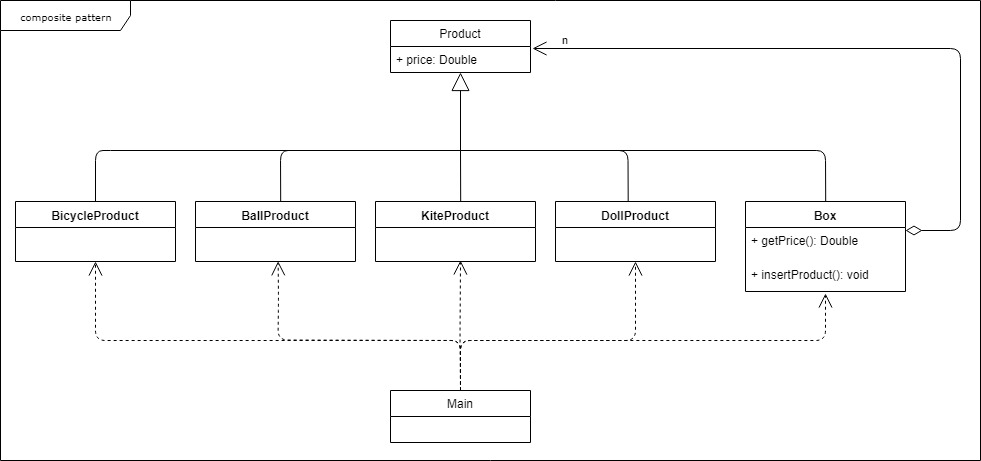 composite pattern
Product
+ price: Double
n
BicycleProduct
BallProduct
KiteProduct
DollProduct
Box
+ getPrice(): Double
+ insertProduct(): void
Main